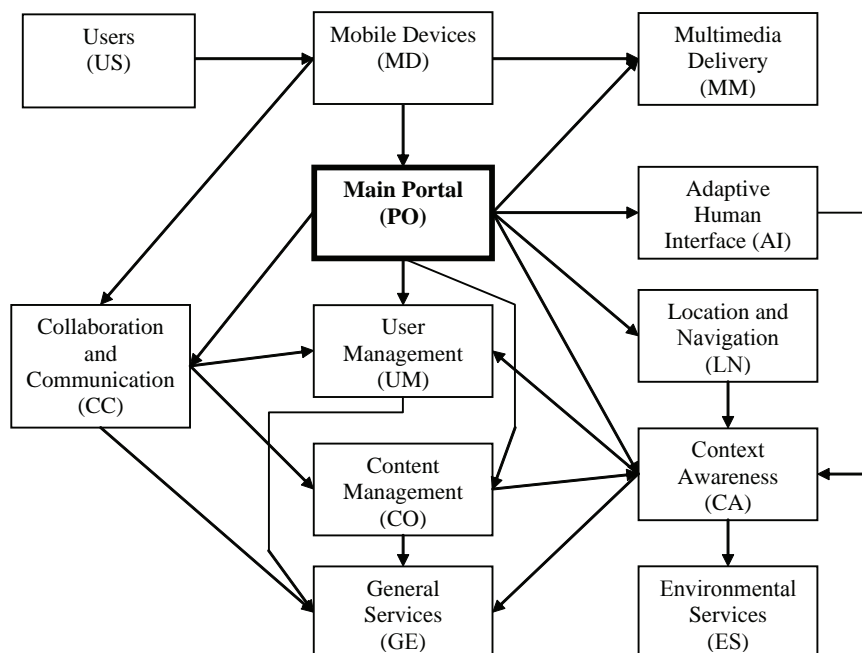 Users
(US)
Mobile Devices
(MD)
Multimedia
Delivery
(MM)
Main Portal
(PO)
Adaptive
Human
Interface (AI)
Collaboration
and
Communication
(CC)
User
Management
(UM)
Location and
Navigation
(LN)
Content
Management
(CO)
Context
Awareness
(CA)
General
Services
(GE)
Environmental
Services
(ES)